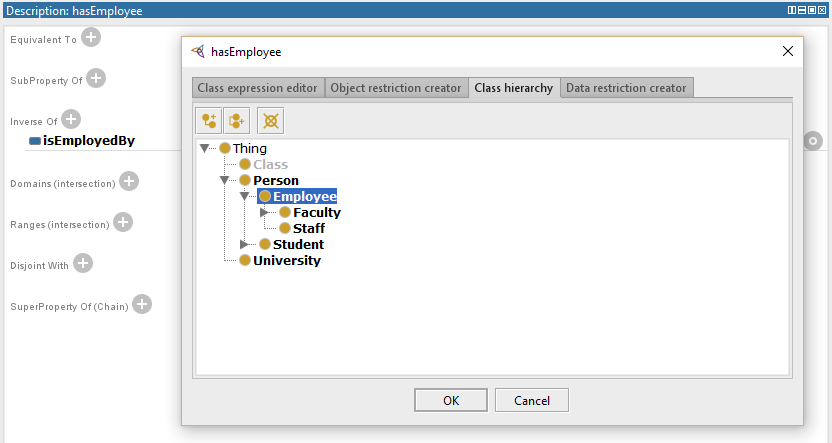 Description: hasEmployee
Equivalent To
SubProperty Of
Inverse Of
isEmployedBy
Domains (intersection)
Ranges (intersection)
Disjoint With
SuperProperty Of (Chain)
hasEmployee
Class expression editor Object restriction creator Class hierarchy Data restriction creator
Thing
Class
Person
Employee
Faculty
Staff
Student
University
OK Cancel